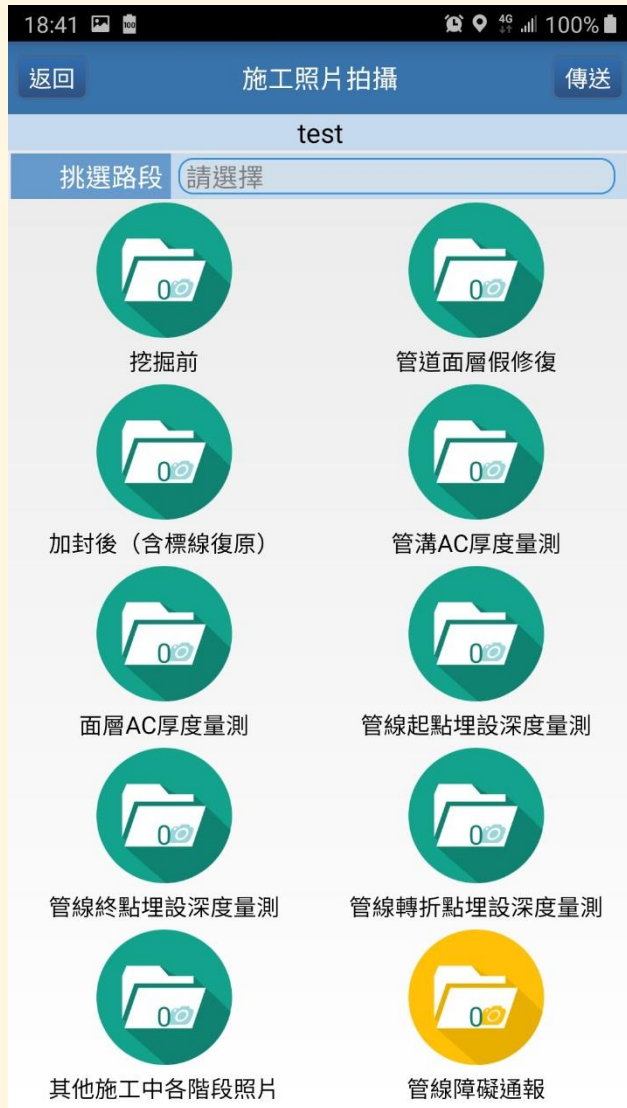 18:41 100 4G 100%
返回 施工照片拍攝 傳送
test
挑選路段 請選擇
0 0
挖掘前 管道面層假修復
0 0
加封後（含標線復原） 管溝AC厚度量測
0 0
面層AC厚度量測 管線起點埋設深度量測
0 0
管線終點埋設深度量測 管線轉折點埋設深度量測
0 0
其他施工中各階段照片 管線障礙通報